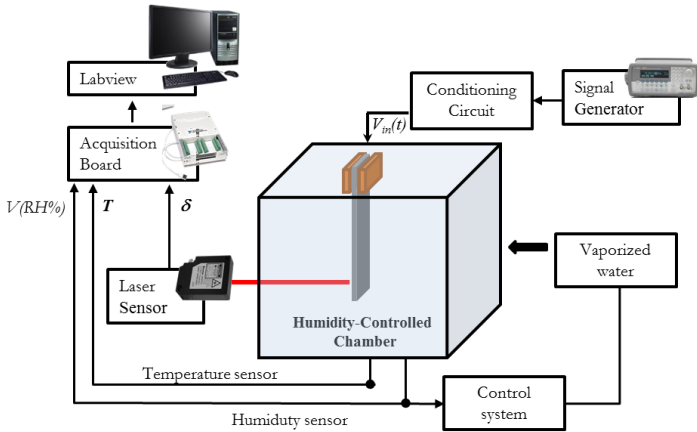 Labview
Acquisition
Board
Conditioning
Circuit
Signal
Generator
Vin(t)
V(RH%)
T
δ
Laser
Sensor
Vaporized
water
Humidity-Controlled
Chamber
Temperature sensor
Control
system
Humiduty sensor